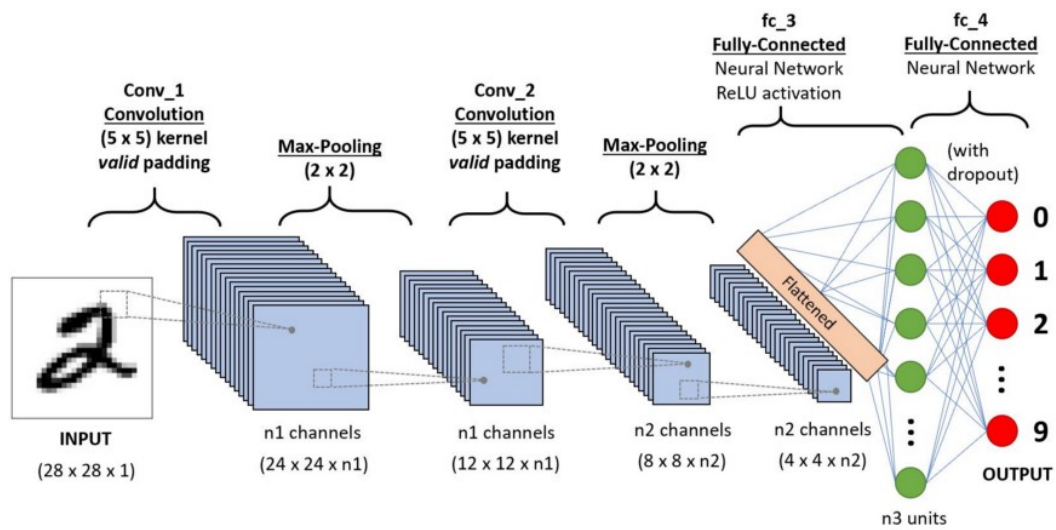 fc_3
Fully-Connected
Neural Network
ReLU activation
fc_4
Fully-Connected
Neural Network
Conv_1
Convolution
(5 x 5) kernel
valid padding
Max-Pooling
(2 x 2)
Conv_2
Convolution
(5 x 5) kernel
valid padding
Max-Pooling
(2 x 2)
(with
dropout)
INPUT
(28 x 28 x 1)
n1 channels
(24 x 24 x n1)
n1 channels
(12 x 12 x n1)
n2 channels
(8 x 8 x n2)
n2 channels
(4 x 4 x n2)
Flattened
n3 units
0
1
2
9
OUTPUT
2